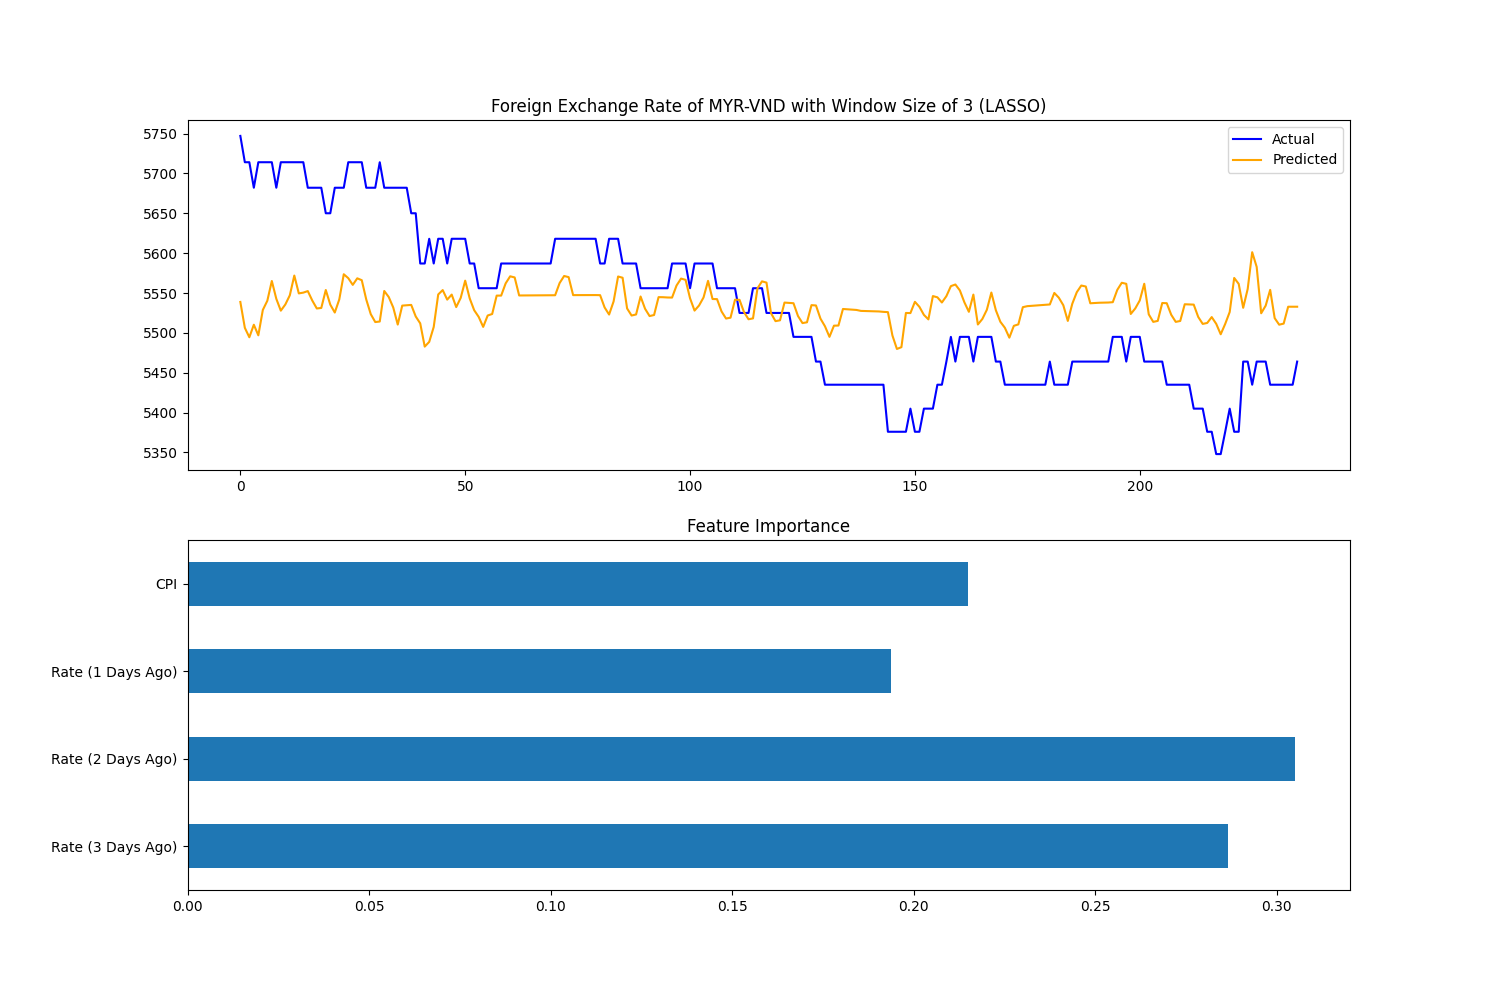 Foreign Exchange Rate of MYR-VND with Window Size of 3 (LASSO)
Actual
Predicted
5750
5700
5650
5600
5550
5500
5450
5400
5350
0 50 100 150 200
Feature Importance
CPI
Rate (1 Days Ago)
Rate (2 Days Ago)
Rate (3 Days Ago)
0.00 0.05 0.10 0.15 0.20 0.25 0.30